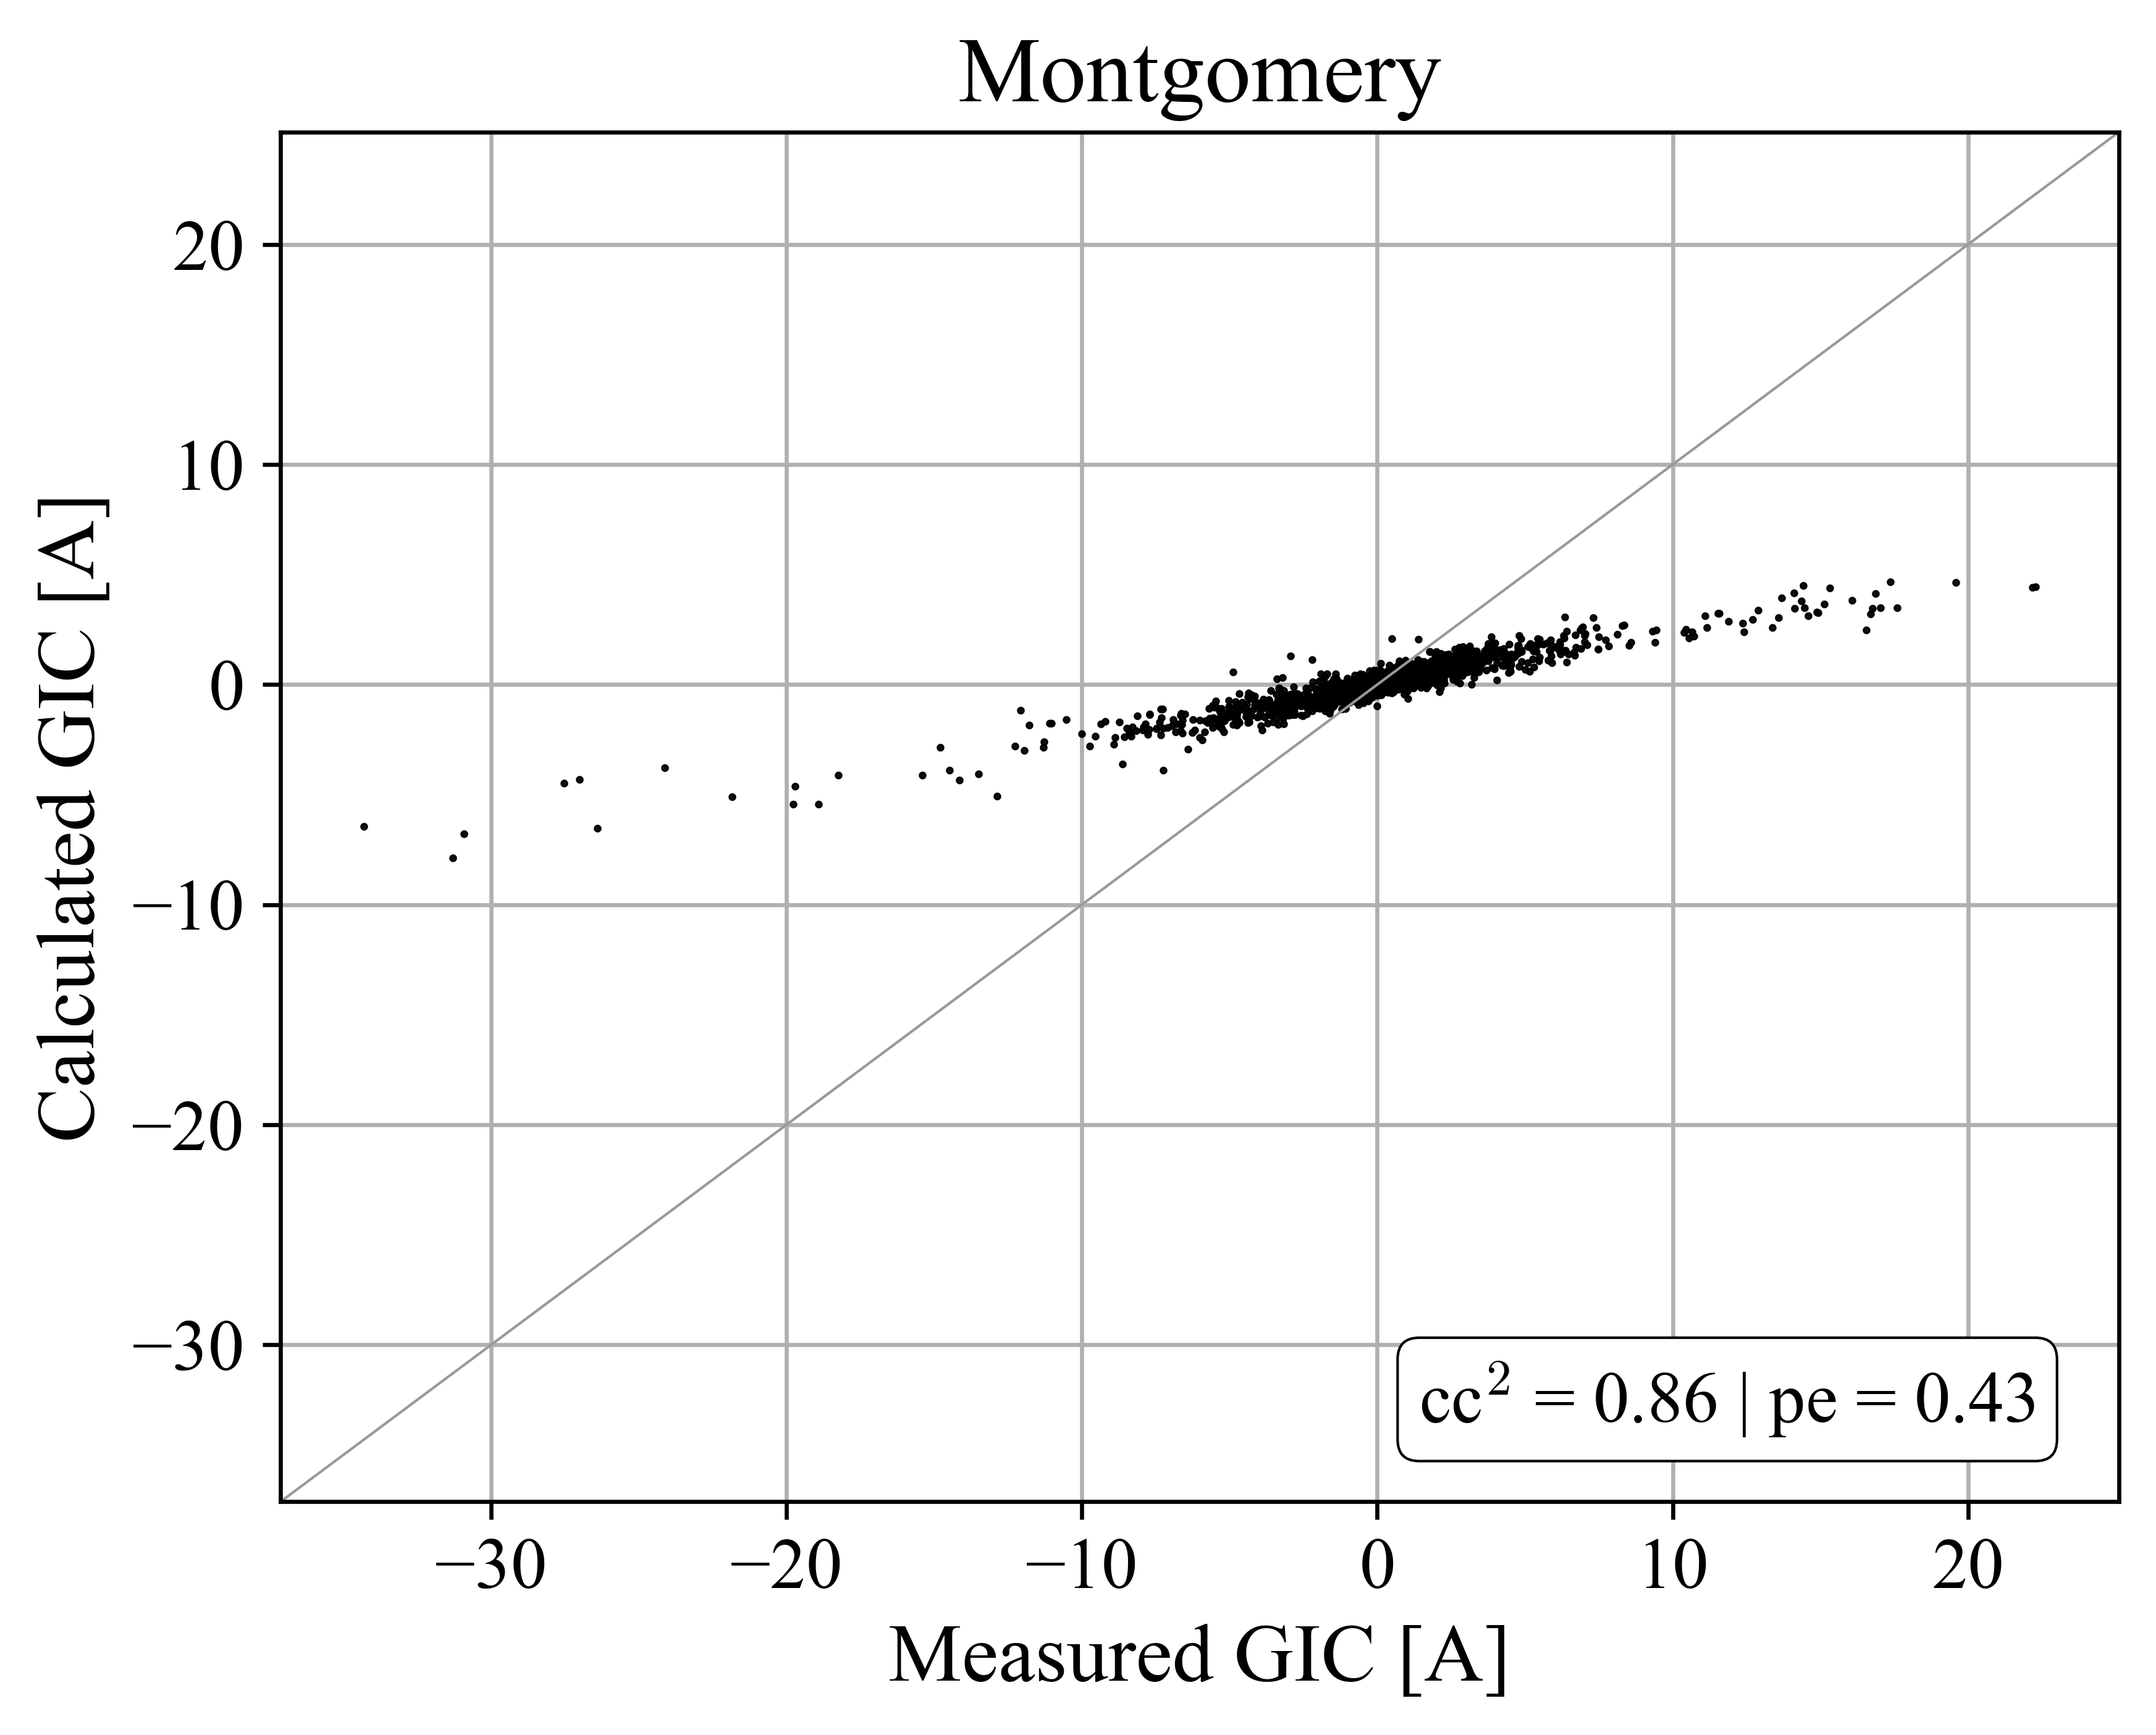 Montgomery
20
10
0
−10
−20
−30
Calculated GIC [A]
cc² = 0.86 | pe = 0.43
−30 −20 −10 0 10 20
Measured GIC [A]